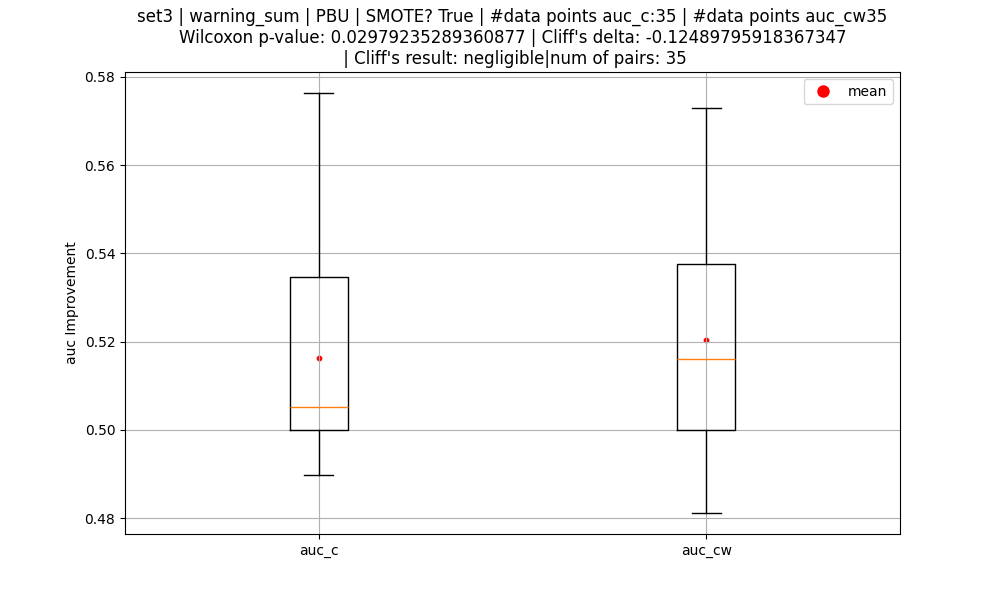 set3 | warning_sum | PBU | SMOTE? True | #data points auc_c:35 | #data points auc_cw35
Wilcoxon p-value: 0.02979235289360877 | Cliff's delta: -0.12489795918367347
| Cliff's result: negligible|num of pairs: 35
mean
auc Improvement
0.58
0.56
0.54
0.52
0.50
0.48
auc_c
auc_cw